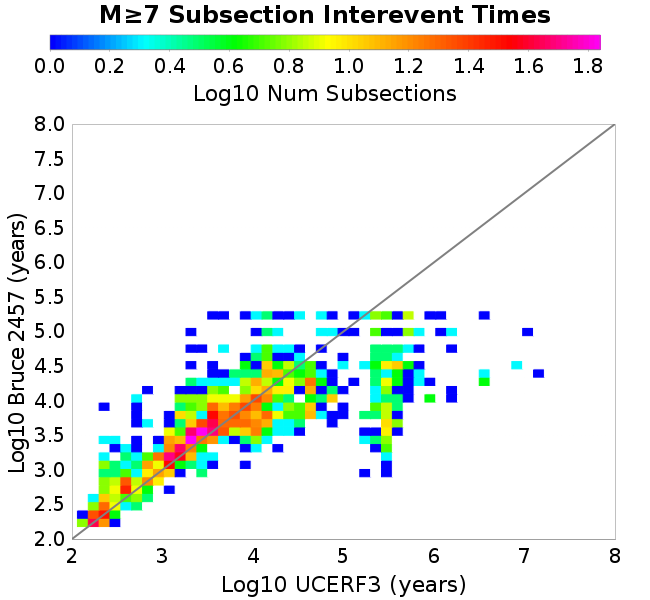 M≥7 Subsection Interevent Times
0.0 0.2 0.4 0.6 0.8 1.0 1.2 1.4 1.6 1.8
Log10 Num Subsections
8.0
7.5
7.0
6.5
6.0
5.5
5.0
4.5
4.0
3.5
3.0
2.5
2.0
Log10 Bruce 2457 (years)
2 3 4 5 6 7 8
Log10 UCERF3 (years)